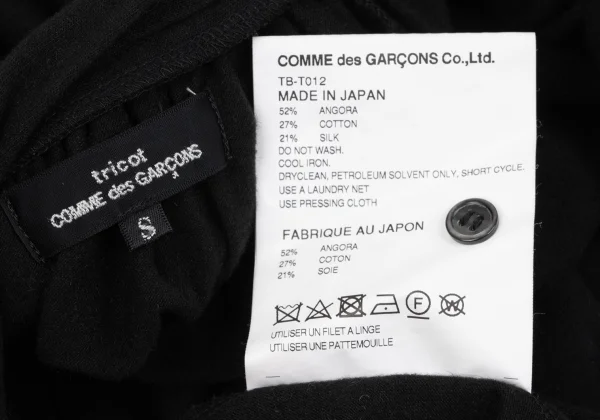 tricot
COMME des GARÇONS
S
COMME des GARÇONS Co.,Ltd.
TB-T012
MADE IN JAPAN
52% ANGORA
27% COTTON
21% SILK
DO NOT WASH.
COOL IRON.
DRYCLEAN, PETROLEUM SOLVENT ONLY, SHORT CYCLE.
USE A LAUNDRY NET
USE PRESSING CLOTH
FABRIQUE AU JAPON
52% ANGORA
27% COTON
21% SOIE
F W
UTILISER UN FILET A LINGE
UTILISER UNE PATTEMOUILLE